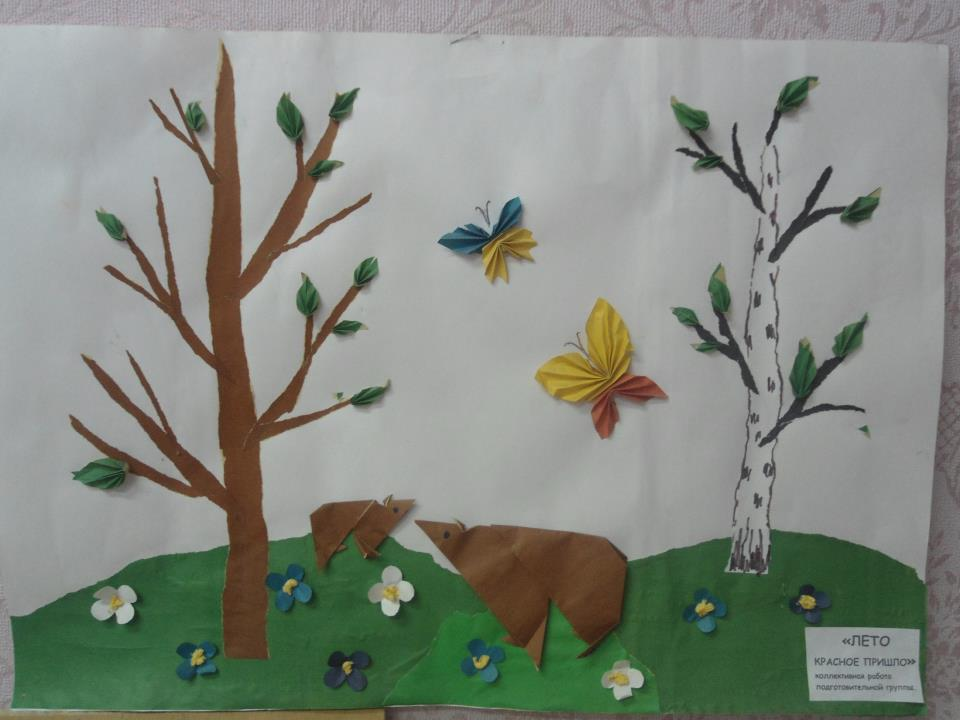 «ЛЕТО
КРАСНОЕ ПРИШЛО»
коллективная работа
подготовительной группы.